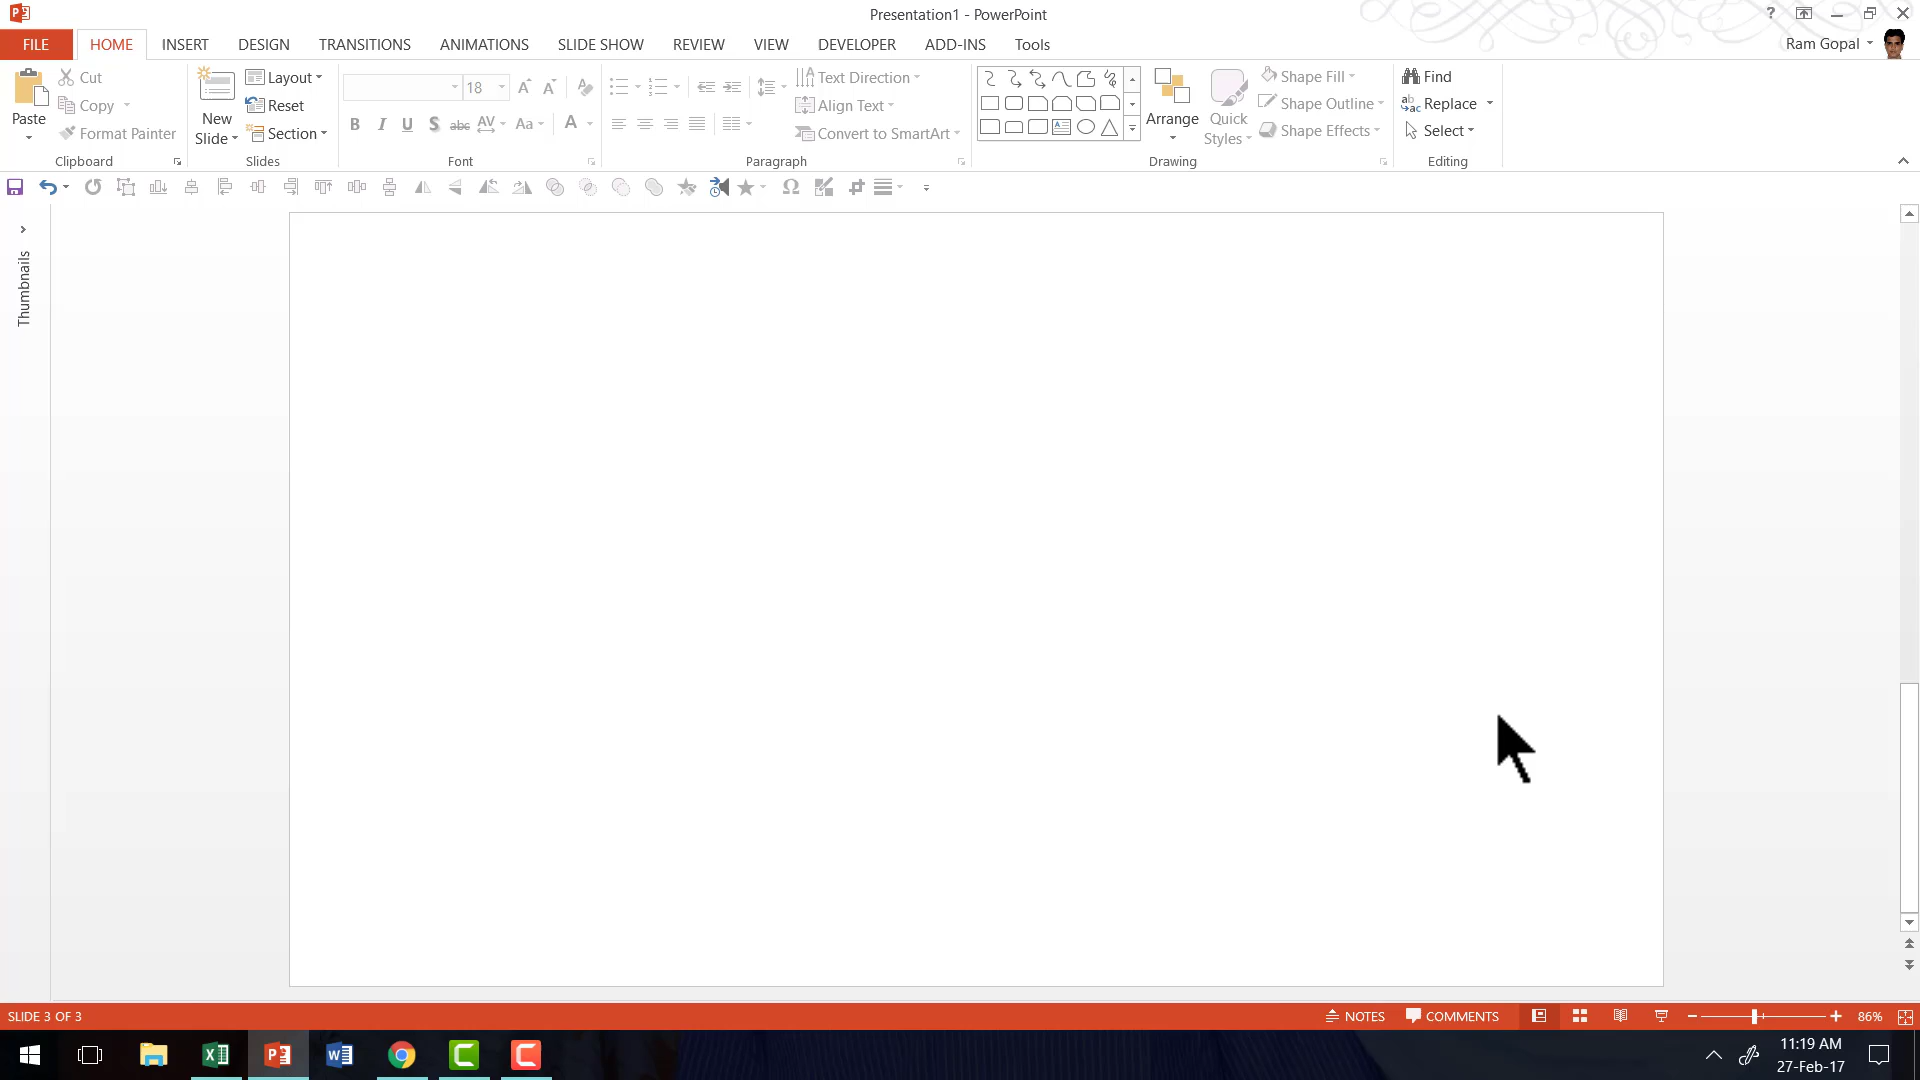 Presentation1 - PowerPoint
FILE HOME INSERT DESIGN TRANSITIONS ANIMATIONS SLIDE SHOW REVIEW VIEW DEVELOPER ADD-INS Tools
Ram Gopal
Paste
Cut
Copy
Format Painter
Clipboard
New
Slide
Layout
Reset
Section
Slides
18
B I U S abc AV Aa A
Font
Text Direction
Align Text
Convert to SmartArt
Paragraph
Arrange
Quick
Styles
Shape Fill
Shape Outline
Shape Effects
Drawing
Find
Replace
Select
Editing
Thumbnails
SLIDE 3 OF 3
NOTES
COMMENTS
86%
11:19 AM
27-Feb-17